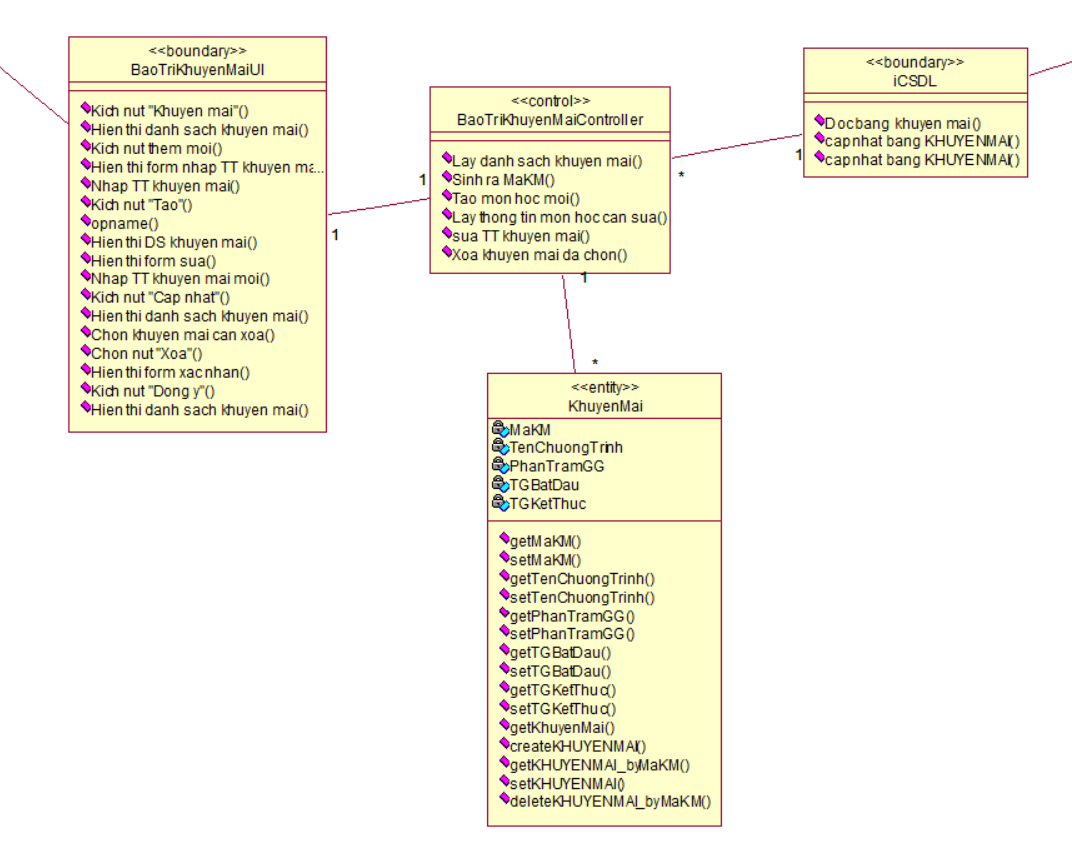 <<boundary>>
BaoTriKhuyenMaiUI
Kich nut "Khuyen mai"()
Hien thi danh sach khuyen mai()
Kich nut them moi()
Hien thi form nhap TT khuyen ma...
Nhap TT khuyen mai()
Kich nut "Tao"()
opname()
Hien thi DS khuyen mai()
Hien thi form sua()
Nhap TT khuyen mai moi()
Kich nut "Cap nhat"()
Hien thi danh sach khuyen mai()
Chon khuyen mai can xoa()
Chon nut "Xoa"()
Hien thi form xac nhan()
Kich nut "Dong y"()
Hien thi danh sach khuyen mai()
1
1
<<control>>
BaoTriKhuyenMaiController
Lay danh sach khuyen mai()
Sinh ra MaKM()
Tao mon hoc moi()
Lay thong tin mon hoc can sua()
sua TT khuyen mai()
Xoa khuyen mai da chon()
*
1
<<boundary>>
iCSDL
Doc bang khuyen mai()
cap nhat bang KHUYENMAI()
cap nhat bang KHUYENMAI()
1
*
<<entity>>
KhuyenMai
MaKM
TenChuongTrinh
PhanTramGG
TGBatDau
TGKetThuc
getMaKM()
setMaKM()
getTenChuongTrinh()
setTenChuongTrinh()
getPhanTramGG()
setPhanTramGG()
getTGBatDau()
setTGBatDau()
getTGKetThuc()
setTGKetThuc()
getKhuyenMai()
createKHUYENMAI()
getKHUYENMAI_byMaKM()
setKHUYENMAI()
deleteKHUYENMAI_byMaKM()